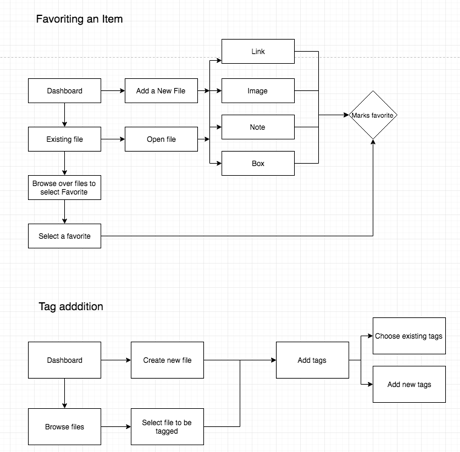 Favoriting an Item
Link
Dashboard
Add a New File
Image
Marks favorite
Existing file
Open file
Note
Box
Browse over files to
select Favorite
Select a favorite
Tag adddition
Choose existing tags
Dashboard
Create new file
Add tags
Add new tags
Browse files
Select file to be
tagged